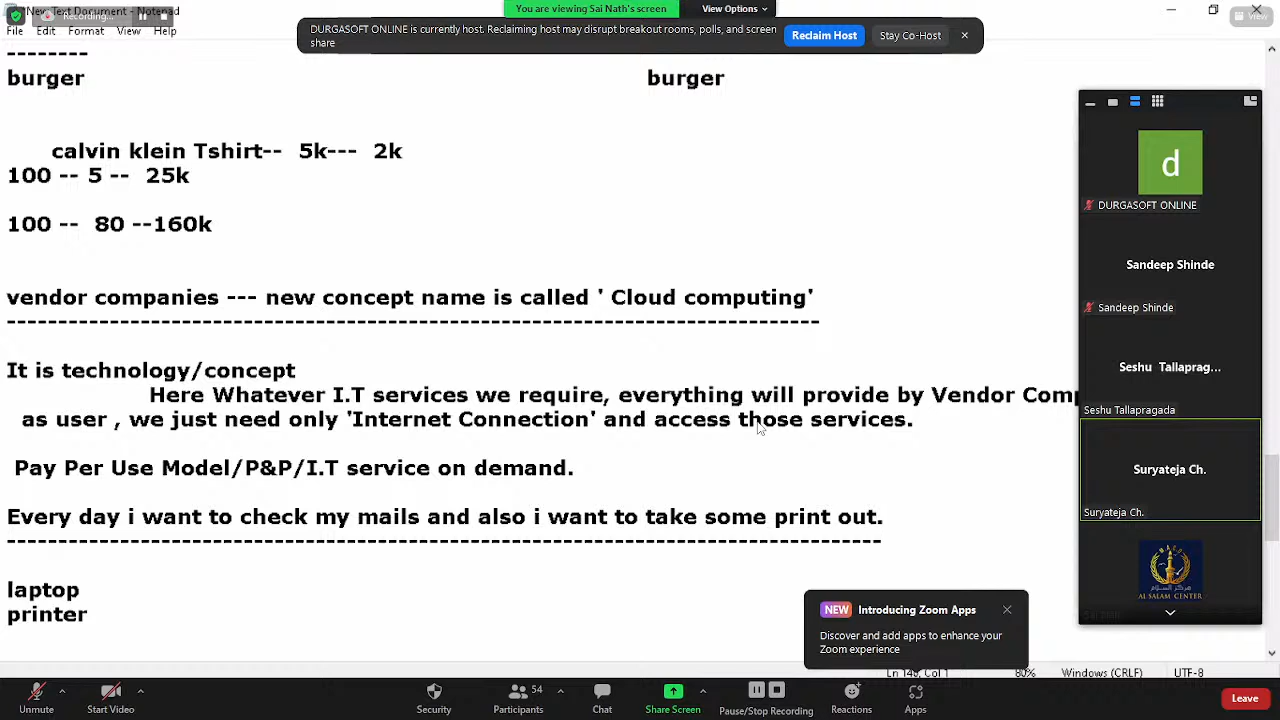 New Text Document - Notepad
Recording...
You are viewing Sai Nath's screen
View Options
File Edit Format View Help
View
DURGASOFT ONLINE is currently host. Reclaiming host may disrupt breakout rooms, polls, and screen
share
Reclaim Host
Stay Co-Host
--------
burger burger
calvin klein Tshirt-- 5k--- 2k
100 -- 5 -- 25k
100 -- 80 --160k
vendor companies --- new concept name is called ' Cloud computing'
--------------------------------------------------------------------------------
It is technology/concept
Here Whatever I.T services we require, everything will provide by Vendor Comp
as user , we just need only 'Internet Connection' and access those services.
Pay Per Use Model/P&P/I.T service on demand.
Every day i want to check my mails and also i want to take some print out.
--------------------------------------------------------------------------------------
laptop
printer
d
DURGASOFT ONLINE
Sandeep Shinde
Sandeep Shinde
Seshu Tallaprag...
Seshu Tallapragada
Suryateja Ch.
Suryateja Ch.
AL SALAM CENTER
NEW Introducing Zoom Apps
Discover and add apps to enhance your
Zoom experience
80% Windows (CRLF) UTF-8
Unmute
Start Video
Security
54
Participants
Chat
Share Screen
Pause/Stop Recording
Reactions
Apps
Leave